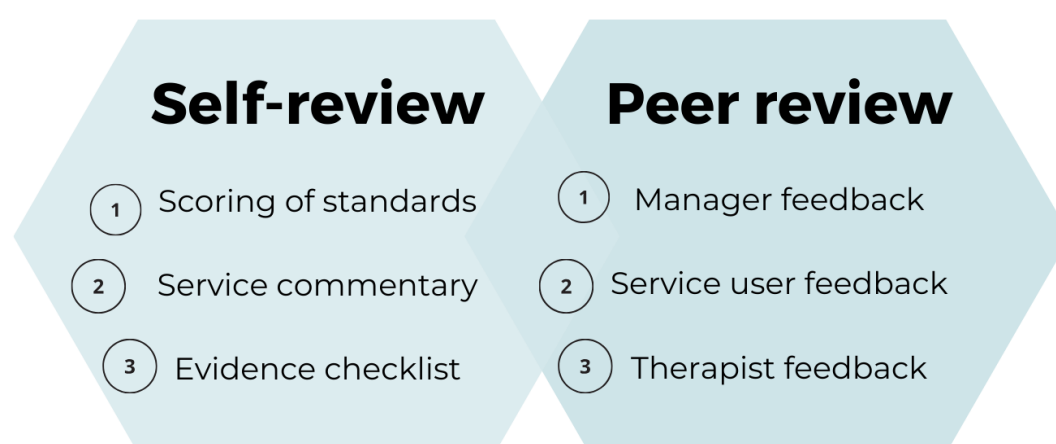 Self-review
1 Scoring of standards
2 Service commentary
3 Evidence checklist
Peer review
1 Manager feedback
2 Service user feedback
3 Therapist feedback